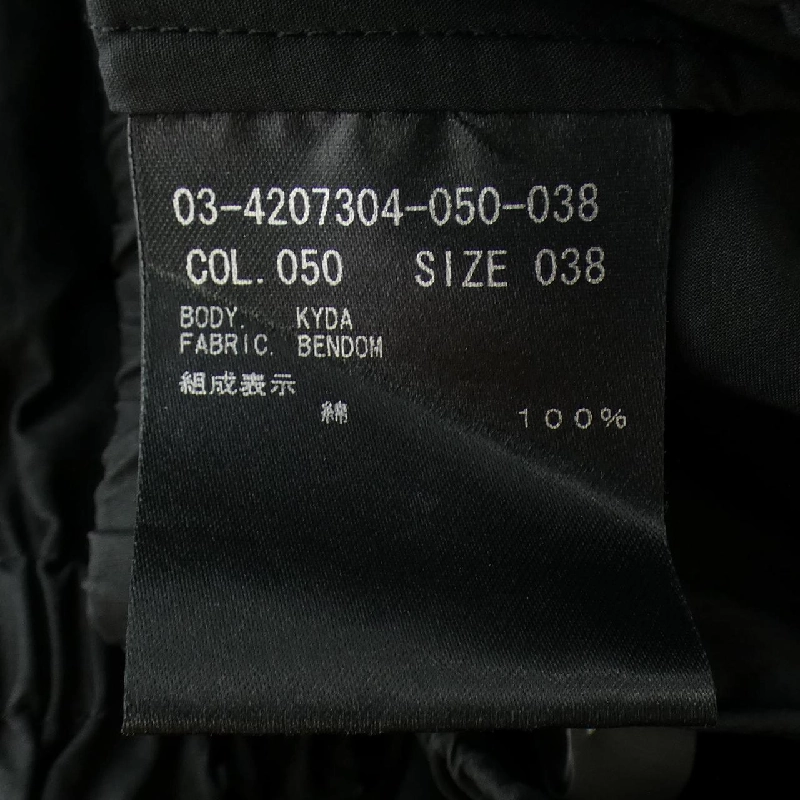 03-4207304-050-038
COL.050 SIZE 038
BODY. KYDA
FABRIC. BENDOM
組成表示
綿 100%